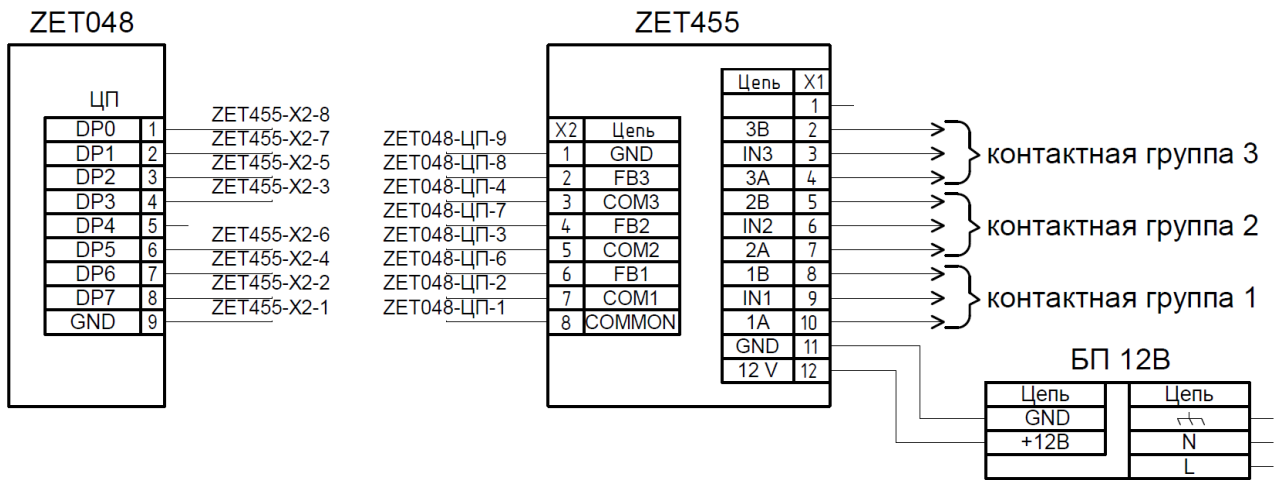 ZET048
ЦП
DP0 1 ZET455-X2-8
DP1 2 ZET455-X2-7
DP2 3 ZET455-X2-5
DP3 4 ZET455-X2-3
DP4 5
DP5 6 ZET455-X2-6
DP6 7 ZET455-X2-4
DP7 8 ZET455-X2-2
GND 9 ZET455-X2-1
ZET455
X2 Цепь
ZET048-ЦП-9 1 GND
ZET048-ЦП-8 2 FB3
ZET048-ЦП-4 3 COM3
ZET048-ЦП-7 4 FB2
ZET048-ЦП-3 5 COM2
ZET048-ЦП-6 6 FB1
ZET048-ЦП-2 7 COM1
ZET048-ЦП-1 8 COMMON
Цепь X1
1
3B 2
IN3 3
3A 4
2B 5
IN2 6
2A 7
1B 8
IN1 9
1A 10
GND 11
12 V 12
контактная группа 3
контактная группа 2
контактная группа 1
БП 12В
Цепь
GND
+12В
Цепь
N
L